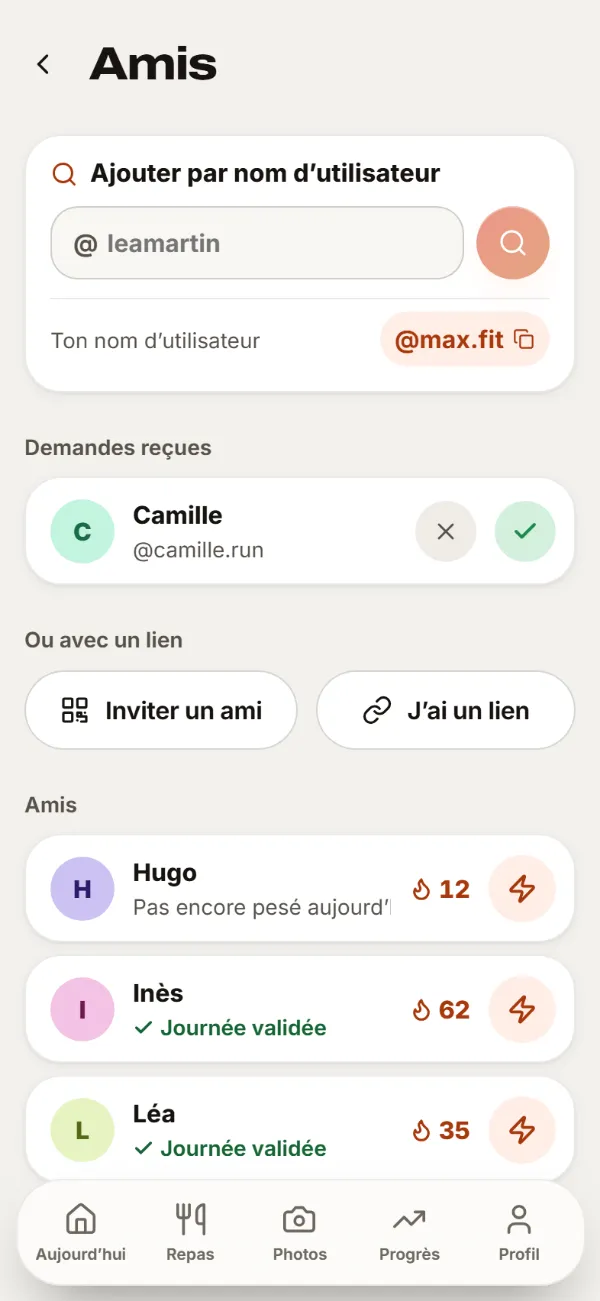 Amis
Ajouter par nom d’utilisateur
@ leamartin
Ton nom d’utilisateur
@max.fit
Demandes reçues
C
Camille
@camille.run
Ou avec un lien
Inviter un ami
J’ai un lien
Amis
H
Hugo
Pas encore pesé aujourd’
12
I
Inès
Journée validée
62
L
Léa
Journée validée
35
Aujourd’hui
Repas
Photos
Progrès
Profil